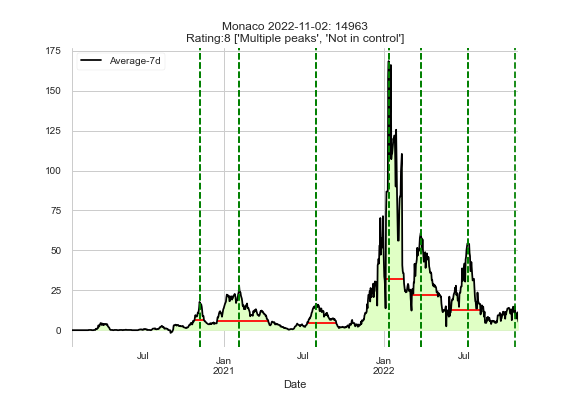 Monaco 2022-11-02: 14963
Rating:8 ['Multiple peaks', 'Not in control']
Average-7d
175
150
125
100
75
50
25
0
Jul
Jan
2021
Jul
Jan
2022
Jul
Date